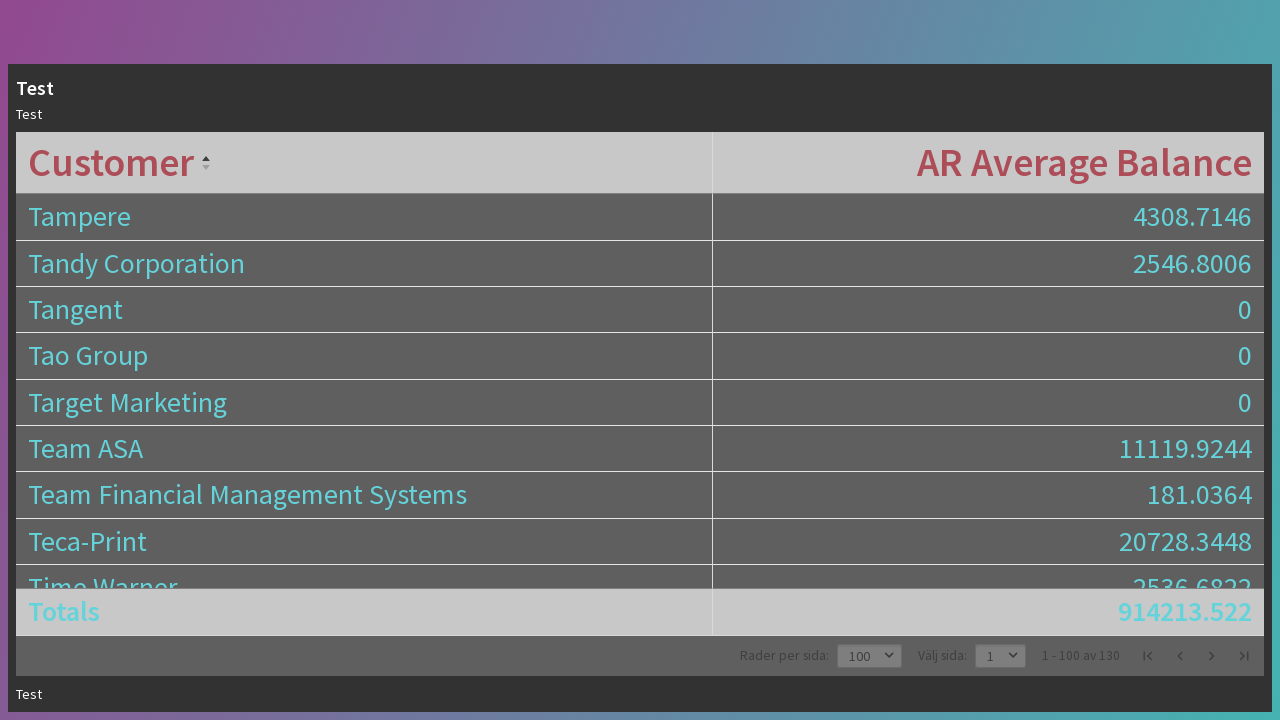 Test
Test
Customer AR Average Balance
Tampere 4308.7146
Tandy Corporation 2546.8006
Tangent 0
Tao Group 0
Target Marketing 0
Team ASA 11119.9244
Team Financial Management Systems 181.0364
Teca-Print 20728.3448
Time Warner 2536.6822
Totals 914213.522
Rader per sida: 100 Välj sida: 1 1 - 100 av 130
Test